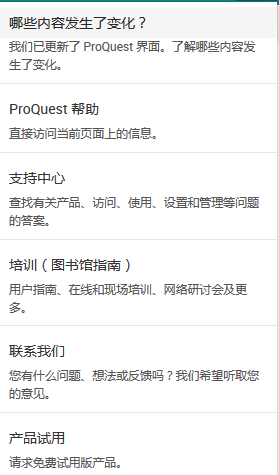 哪些内容发生了变化？
我们已更新了 ProQuest 界面。了解哪些内容发
生了变化。
ProQuest 帮助
直接访问当前页面上的信息。
支持中心
查找有关产品、访问、使用、设置和管理等问题
的答案。
培训（图书馆指南）
用户指南、在线和现场培训、网络研讨会及更
多。
联系我们
您有什么问题、想法或反馈吗？我们希望听取您
的意见。
产品试用
请求免费试用版产品。